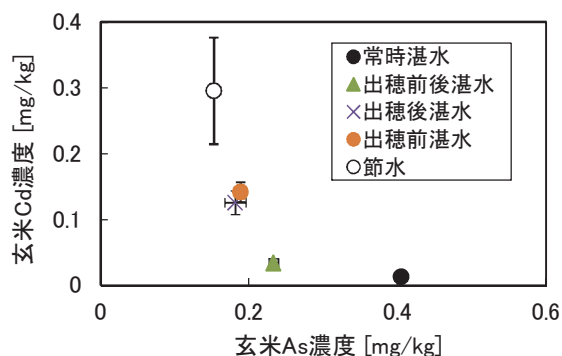 玄米Cd濃度 [mg/kg]
0.4
0.3
0.2
0.1
0
0
0.2
0.4
0.6
玄米As濃度 [mg/kg]
常時湛水
出穂前後湛水
出穂後湛水
出穂前湛水
節水